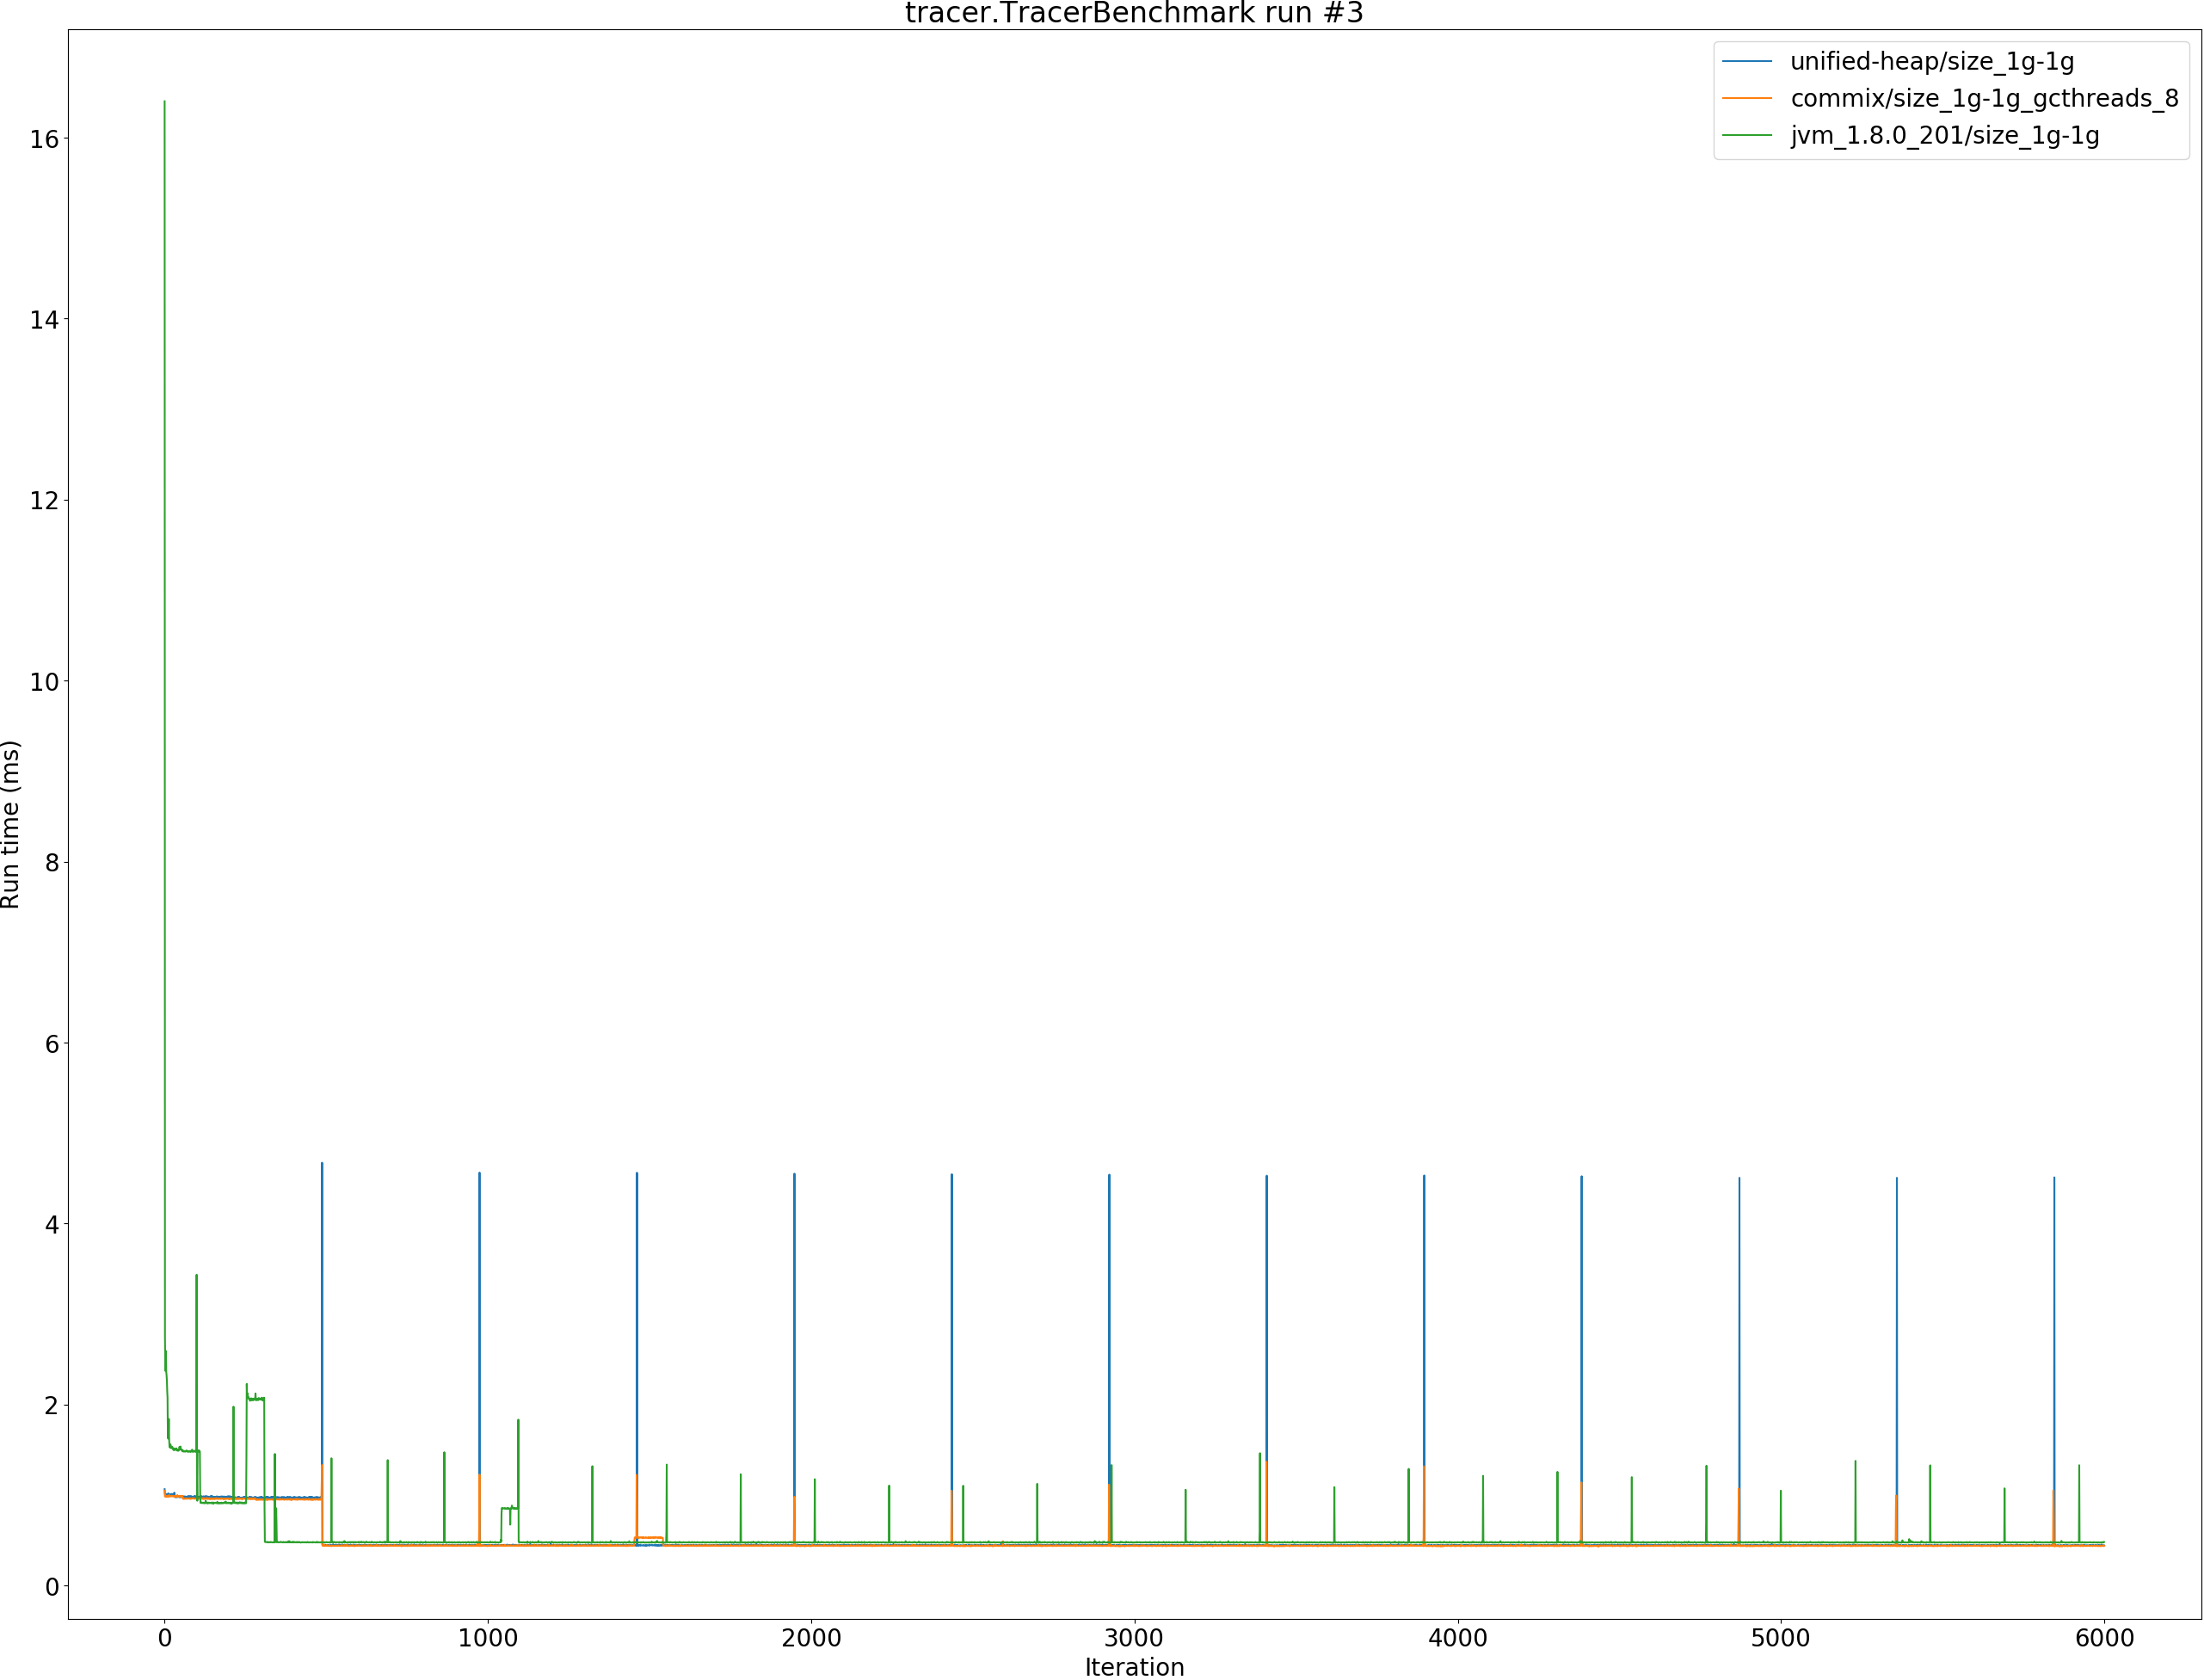 tracer.TracerBenchmark run #3
unified-heap/size_1g-1g
commix/size_1g-1g_gcthreads_8
jvm_1.8.0_201/size_1g-1g
Run time (ms)
16
14
12
10
8
6
4
2
0
0 1000 2000 3000 4000 5000 6000
Iteration